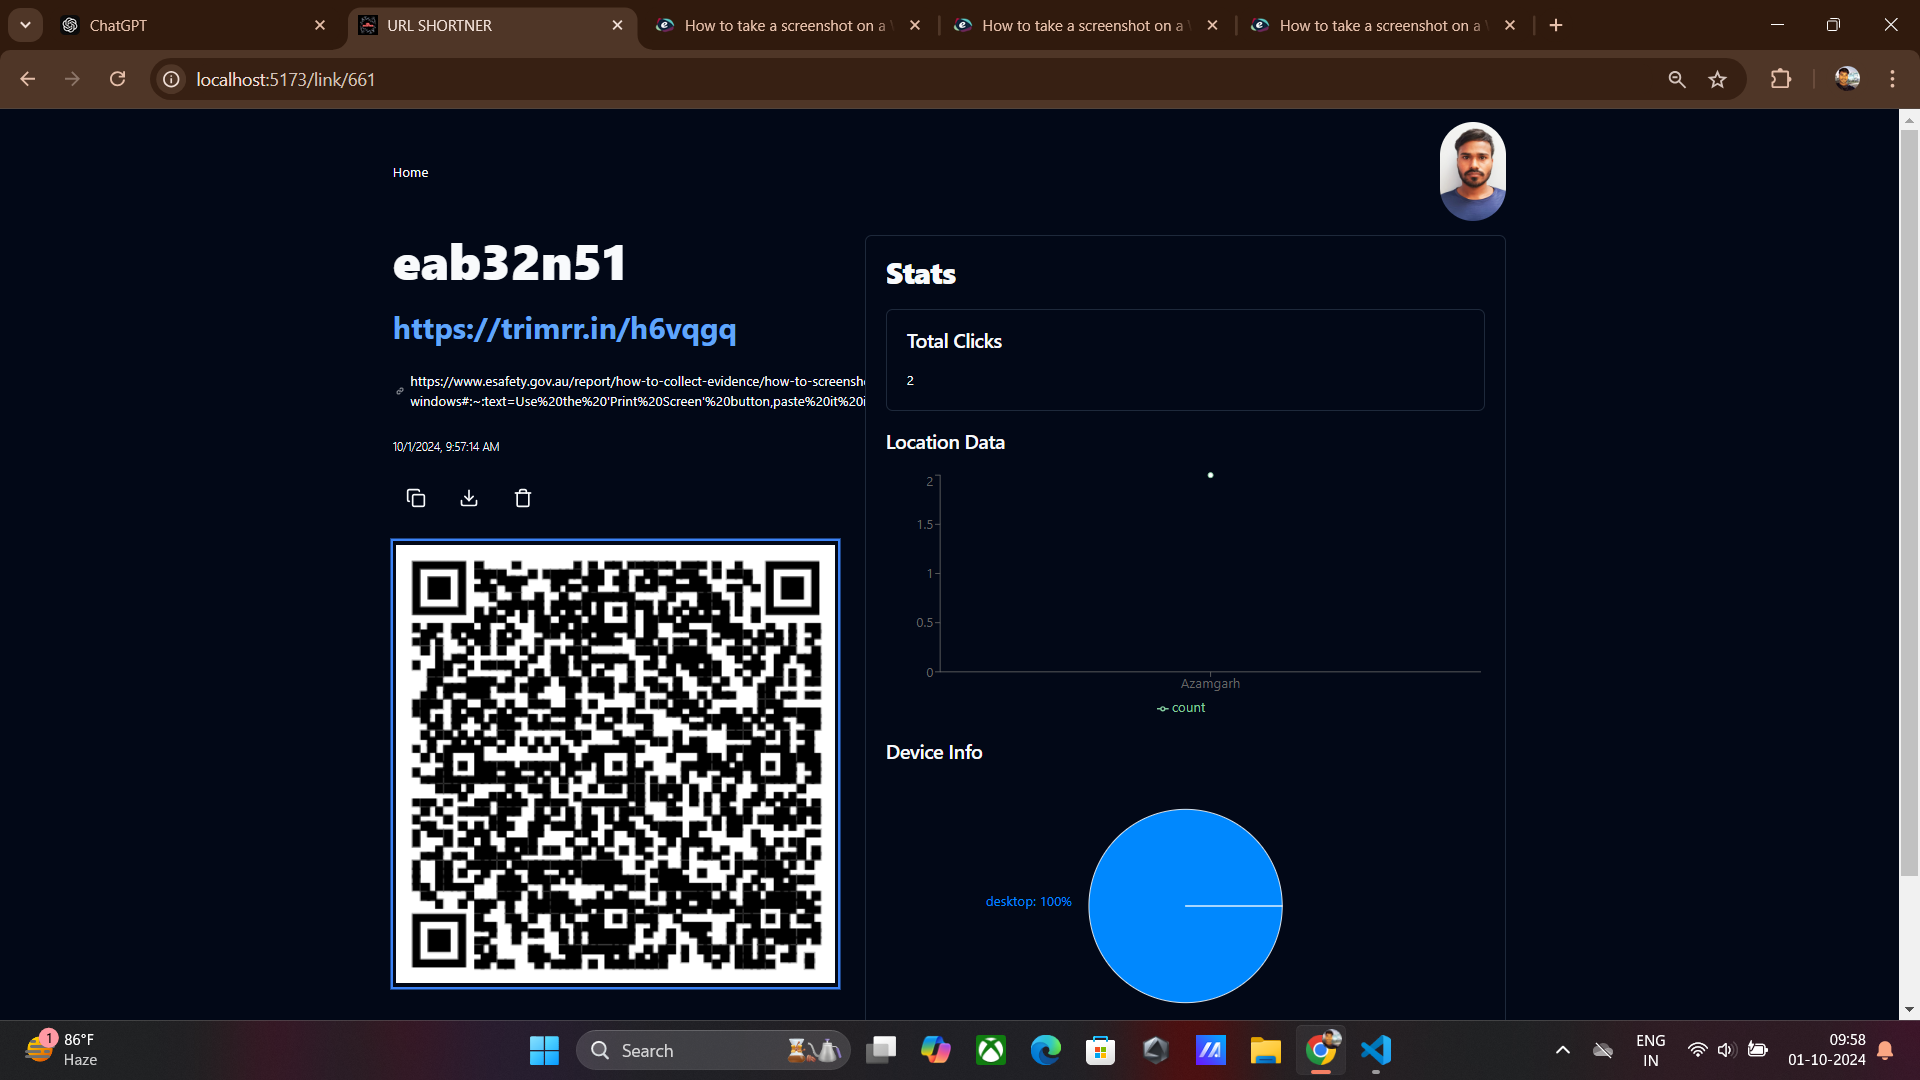 ChatGPT
URL SHORTNER
How to take a screenshot on a
How to take a screenshot on a
How to take a screenshot on a
localhost:5173/link/661
Home
eab32n51
https://trimrr.in/h6vqgq
https://www.esafety.gov.au/report/how-to-collect-evidence/how-to-screensh
windows#:~:text=Use%20the%20'Print%20Screen'%20button,paste%20it%20i
10/1/2024, 9:57:14 AM
Stats
Total Clicks
2
Location Data
2
1.5
1
0.5
0
Azamgarh
count
Device Info
desktop: 100%
1
86°F
Haze
Search
ENG
IN
09:58
01-10-2024